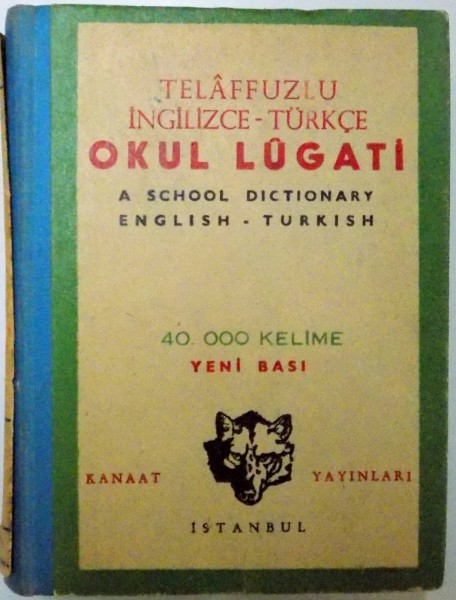 TELÂFFUZLU
İNGİLİZCE - TÜRKÇE
OKUL LÛGATİ
A SCHOOL DICTIONARY
ENGLISH - TURKISH
40.000 KELİME
YENİ BASI
KANAAT YAYINLARI
İSTANBUL